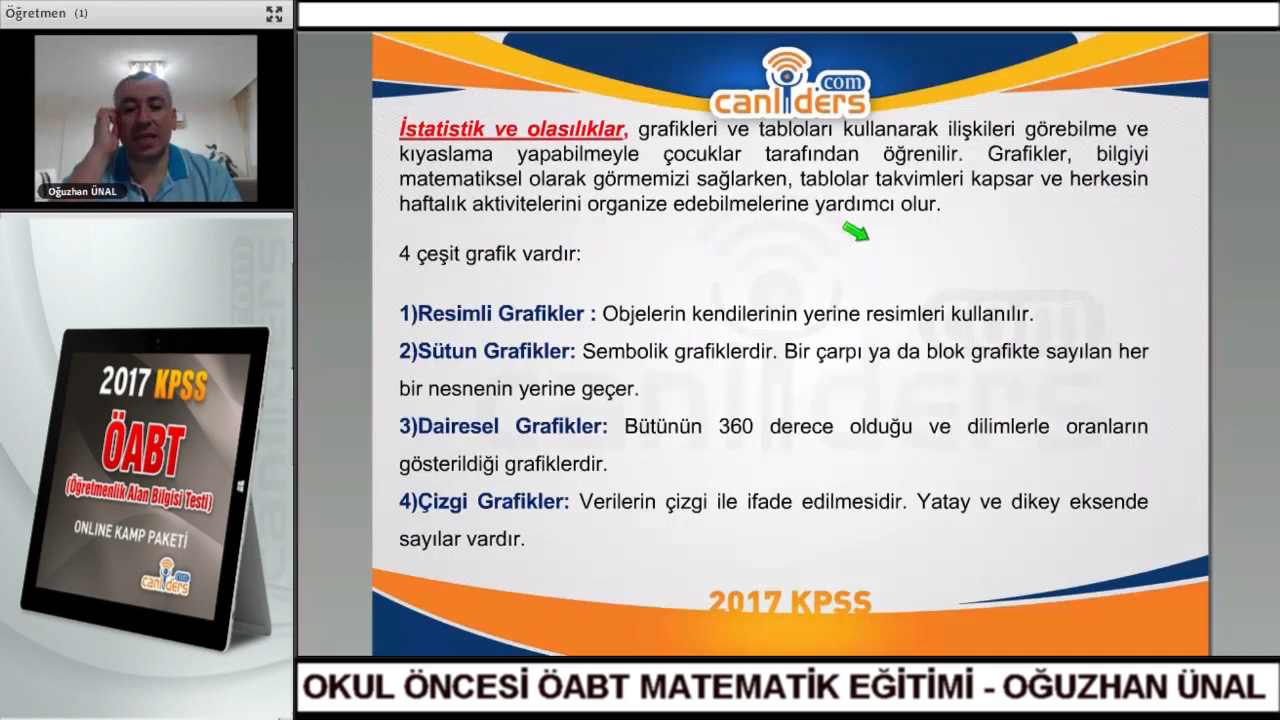 Öğretmen (1)
Oğuzhan ÜNAL
2017 KPSS
ÖABT
(Öğretmenlik Alan Bilgisi Testi)
ONLINE KAMP PAKETİ
canlıders com
canlıders com
İstatistik ve olasılıklar, grafikleri ve tabloları kullanarak ilişkileri görebilme ve
kıyaslama yapabilmeyle çocuklar tarafından öğrenilir. Grafikler, bilgiyi
matematiksel olarak görmemizi sağlarken, tablolar takvimleri kapsar ve herkesin
haftalık aktivitelerini organize edebilmelerine yardımcı olur.
4 çeşit grafik vardır:
1)Resimli Grafikler : Objelerin kendilerinin yerine resimleri kullanılır.
2)Sütun Grafikler: Sembolik grafiklerdir. Bir çarpı ya da blok grafikte sayılan her
bir nesnenin yerine geçer.
3)Dairesel Grafikler: Bütünün 360 derece olduğu ve dilimlerle oranların
gösterildiği grafiklerdir.
4)Çizgi Grafikler: Verilerin çizgi ile ifade edilmesidir. Yatay ve dikey eksende
sayılar vardır.
2017 KPSS
OKUL ÖNCESİ ÖABT MATEMATİK EĞİTİMİ - OĞUZHAN ÜNAL